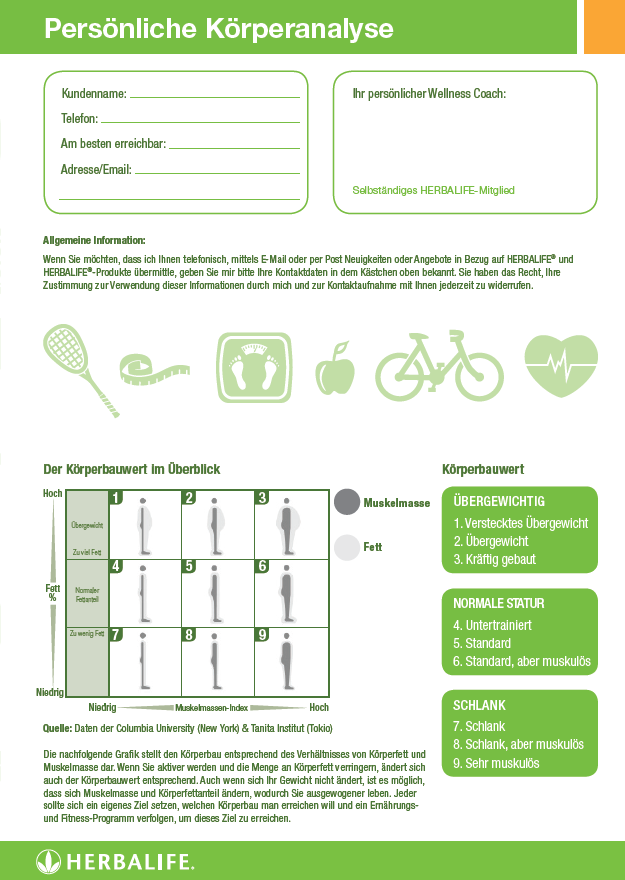 Persönliche Körperanalyse
Kundenname:
Telefon:
Am besten erreichbar:
Adresse/Email:
Ihr persönlicher Wellness Coach:
Selbständiges HERBALIFE-Mitglied
Allgemeine Information:
Wenn Sie möchten, dass ich Ihnen telefonisch, mittels E-Mail oder per Post Neuigkeiten oder Angebote in Bezug auf HERBALIFE® und
HERBALIFE®-Produkte übermittle, geben Sie mir bitte Ihre Kontaktdaten in dem Kästchen oben bekannt. Sie haben das Recht, Ihre
Zustimmung zur Verwendung dieser Informationen durch mich und zur Kontaktaufnahme mit Ihnen jederzeit zu widerrufen.
Der Körperbauwert im Überblick
Hoch
Fett
%
Niedrig
Übergewicht
Zu viel Fett
Normaler
Fettanteil
Zu wenig Fett
1 2 3
4 5 6
7 8 9
Niedrig Muskelmassen-Index Hoch
Muskelmasse
Fett
Quelle: Daten der Columbia University (New York) & Tanita Institut (Tokio)
Die nachfolgende Grafik stellt den Körperbau entsprechend des Verhältnisses von Körperfett und
Muskelmasse dar. Wenn Sie aktiver werden und die Menge an Körperfett verringern, ändert sich
auch der Körperbauwert entsprechend. Auch wenn sich Ihr Gewicht nicht ändert, ist es möglich,
dass sich Muskelmasse und Körperfettanteil ändern, wodurch Sie ausgewogener leben. Jeder
sollte sich ein eigenes Ziel setzen, welchen Körperbau man erreichen will und ein Ernährungs-
und Fitness-Programm verfolgen, um dieses Ziel zu erreichen.
Körperbauwert
ÜBERGEWICHTIG
1. Verstecktes Übergewicht
2. Übergewicht
3. Kräftig gebaut
NORMALE STATUR
4. Untertrainiert
5. Standard
6. Standard, aber muskulös
SCHLANK
7. Schlank
8. Schlank, aber muskulös
9. Sehr muskulös
HERBALIFE.